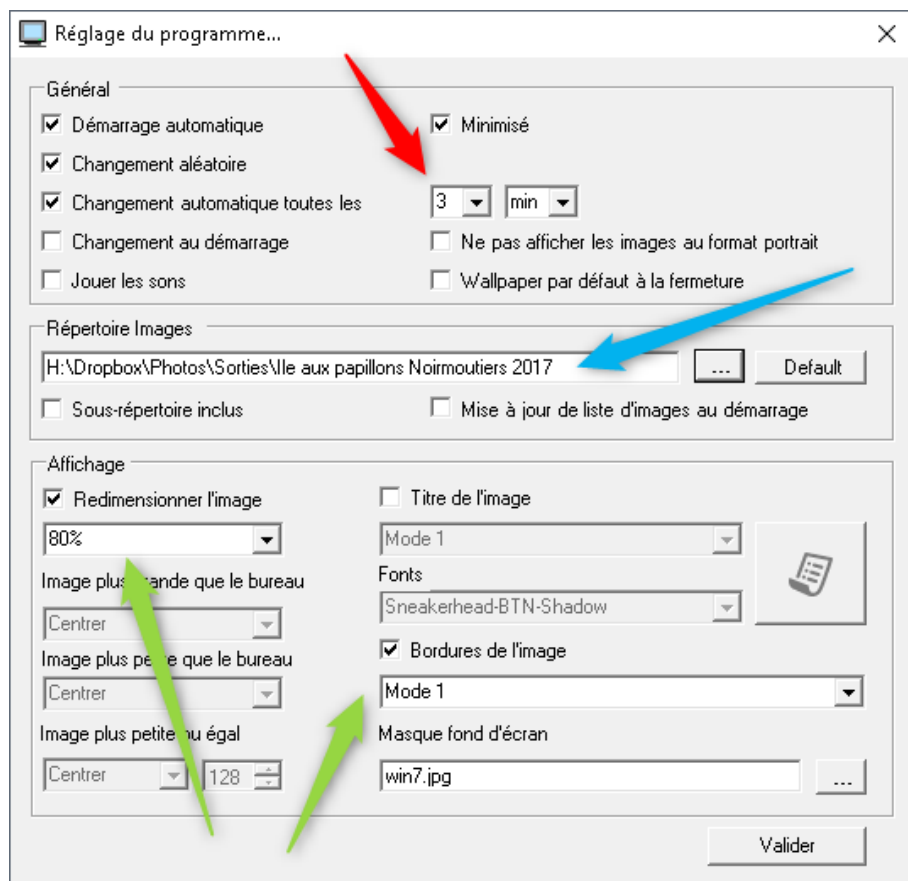 Réglage du programme...
Général
Démarrage automatique
Minimisé
Changement aléatoire
Changement automatique toutes les 3 min
Changement au démarrage
Ne pas afficher les images au format portrait
Jouer les sons
Wallpaper par défaut à la fermeture
Répertoire Images
H:\Dropbox\Photos\Sorties\Ile aux papillons Noirmoutiers 2017
...
Default
Sous-répertoire inclus
Mise à jour de liste d'images au démarrage
Affichage
Redimensionner l'image
Titre de l'image
80%
Mode 1
Image plus grande que le bureau
Fonts
Centrer
Sneakerhead-BTN-Shadow
Image plus petite que le bureau
Bordures de l'image
Centrer
Mode 1
Image plus petite ou égal
Masque fond d'écran
Centrer
128
win7.jpg
...
Valider